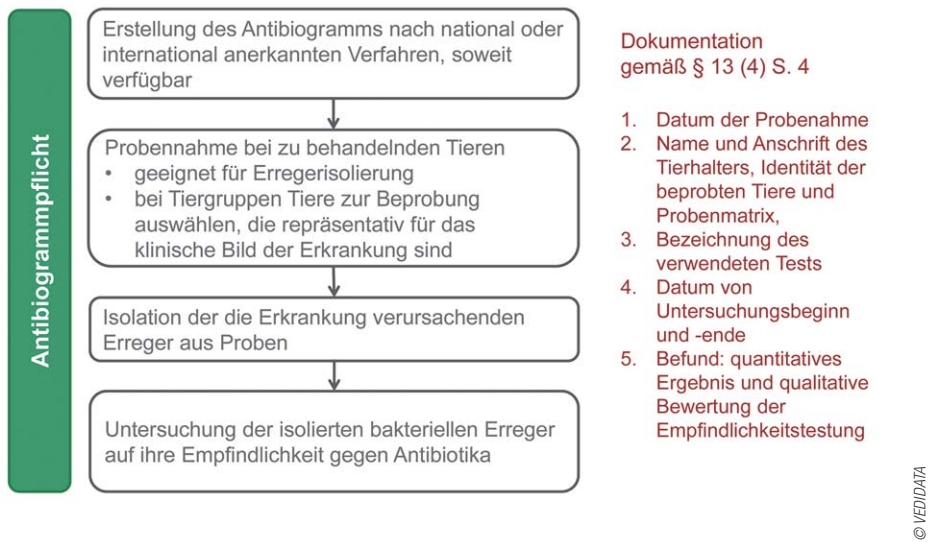 Antibiogrammpflicht
Erstellung des Antibiogramms nach national oder
international anerkannten Verfahren, soweit
verfügbar
Probennahme bei zu behandelnden Tieren
• geeignet für Erregerisolierung
• bei Tiergruppen Tiere zur Beprobung
auswählen, die repräsentativ für das
klinische Bild der Erkrankung sind
Isolation der die Erkrankung verursachenden
Erreger aus Proben
Untersuchung der isolierten bakteriellen Erreger
auf ihre Empfindlichkeit gegen Antibiotika
Dokumentation
gemäß § 13 (4) S. 4
1. Datum der Probenahme
2. Name und Anschrift des
Tierhalters, Identität der
beprobten Tiere und
Probenmatrix,
3. Bezeichnung des
verwendeten Tests
4. Datum von
Untersuchungsbeginn
und -ende
5. Befund: quantitatives
Ergebnis und qualitative
Bewertung der
Empfindlichkeitstestung
© VEDIDATA